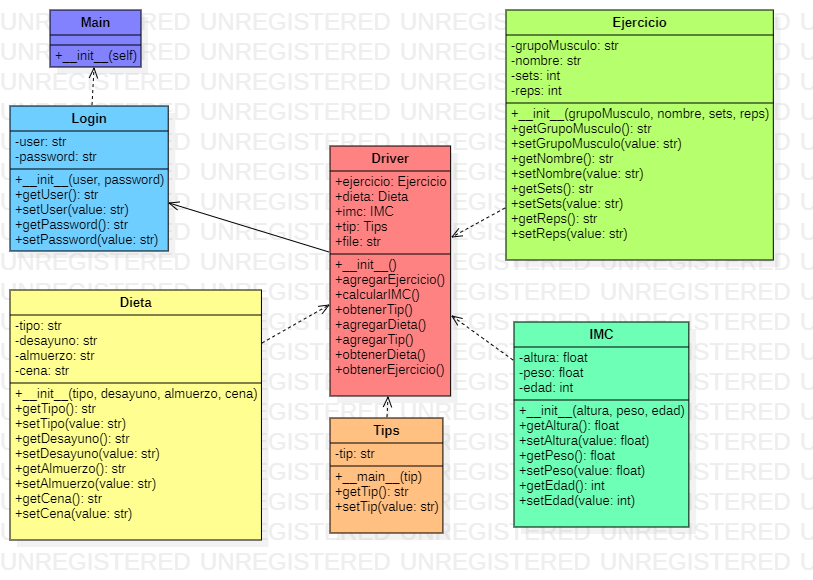 Main
+__init__(self)
Login
-user: str
-password: str
+__init__(user, password)
+getUser(): str
+setUser(value: str)
+getPassword(): str
+setPassword(value: str)
Driver
+ejercicio: Ejercicio
+dieta: Dieta
+imc: IMC
+tip: Tips
+file: str
+__init__()
+agregarEjercicio()
+calcularIMC()
+obtenerTip()
+agregarDieta()
+agregarTip()
+obtenerDieta()
+obtenerEjercicio()
Ejercicio
-grupoMusculo: str
-nombre: str
-sets: int
-reps: int
+__init__(grupoMusculo, nombre, sets, reps)
+getGrupoMusculo(): str
+setGrupoMusculo(value: str)
+getNombre(): str
+setNombre(value: str)
+getSets(): str
+setSets(value: str)
+getReps(): str
+setReps(value: str)
Dieta
-tipo: str
-desayuno: str
-almuerzo: str
-cena: str
+__init__(tipo, desayuno, almuerzo, cena)
+getTipo(): str
+setTipo(value: str)
+getDesayuno(): str
+setDesayuno(value: str)
+getAlmuerzo(): str
+setAlmuerzo(value: str)
+getCena(): str
+setCena(value: str)
Tips
-tip: str
+__main__(tip)
+getTip(): str
+setTip(value: str)
IMC
-altura: float
-peso: float
-edad: int
+__init__(altura, peso, edad)
+getAltura(): float
+setAltura(value: float)
+getPeso(): float
+setPeso(value: float)
+getEdad(): int
+setEdad(value: int)
UNREGISTERED